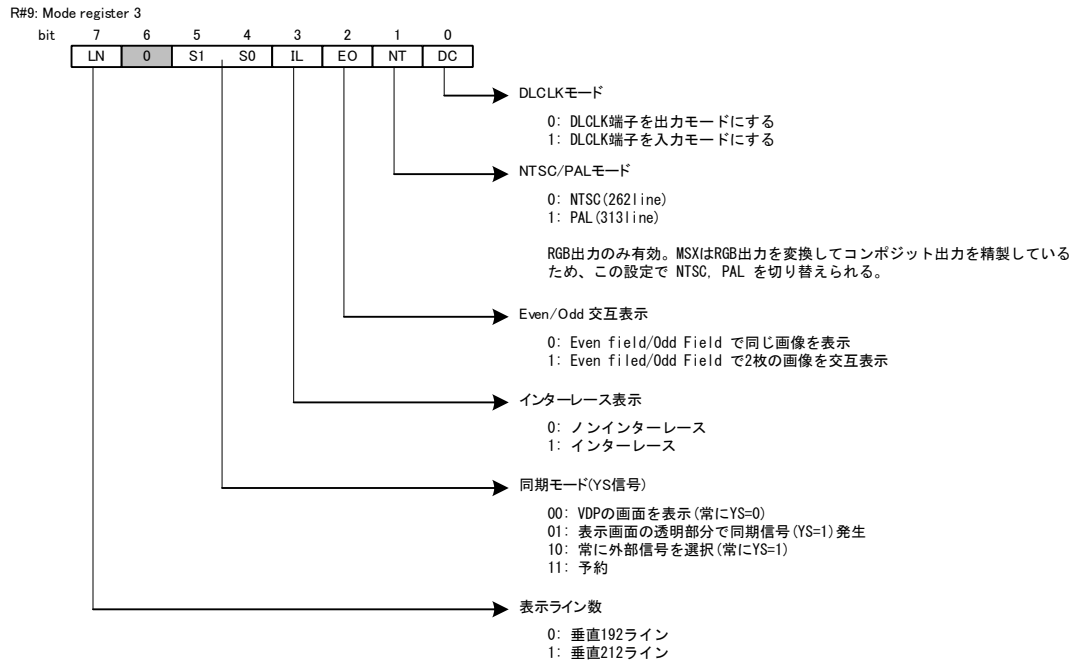 R#9: Mode register 3
bit 7 6 5 4 3 2 1 0
LN 0 S1 S0 IL EO NT DC
DLCLKモード
0: DLCLK端子を出力モードにする
1: DLCLK端子を入力モードにする
NTSC/PALモード
0: NTSC(262line)
1: PAL(313line)
RGB出力のみ有効。MSXはRGB出力を変換してコンポジット出力を精製している
ため、この設定で NTSC, PAL を切り替えられる。
Even/Odd 交互表示
0: Even field/Odd Field で同じ画像を表示
1: Even filed/Odd Field で2枚の画像を交互表示
インターレース表示
0: ノンインターレース
1: インターレース
同期モード(YS信号)
00: VDPの画面を表示(常にYS=0)
01: 表示画面の透明部分で同期信号(YS=1)発生
10: 常に外部信号を選択(常にYS=1)
11: 予約
表示ライン数
0: 垂直192ライン
1: 垂直212ライン